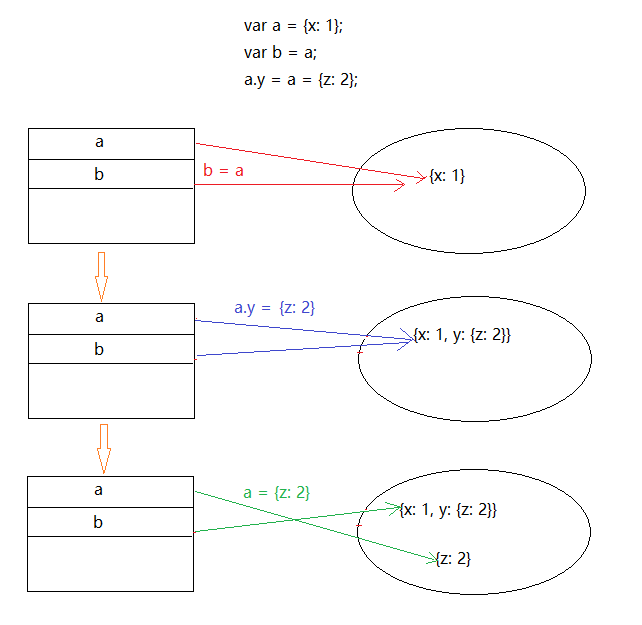 var a = {x: 1};
var b = a;
a.y = a = {z: 2};
a
b
b = a
{x: 1}
a
b
a.y = {z: 2}
{x: 1, y: {z: 2}}
a
b
a = {z: 2}
{x: 1, y: {z: 2}}
{z: 2}